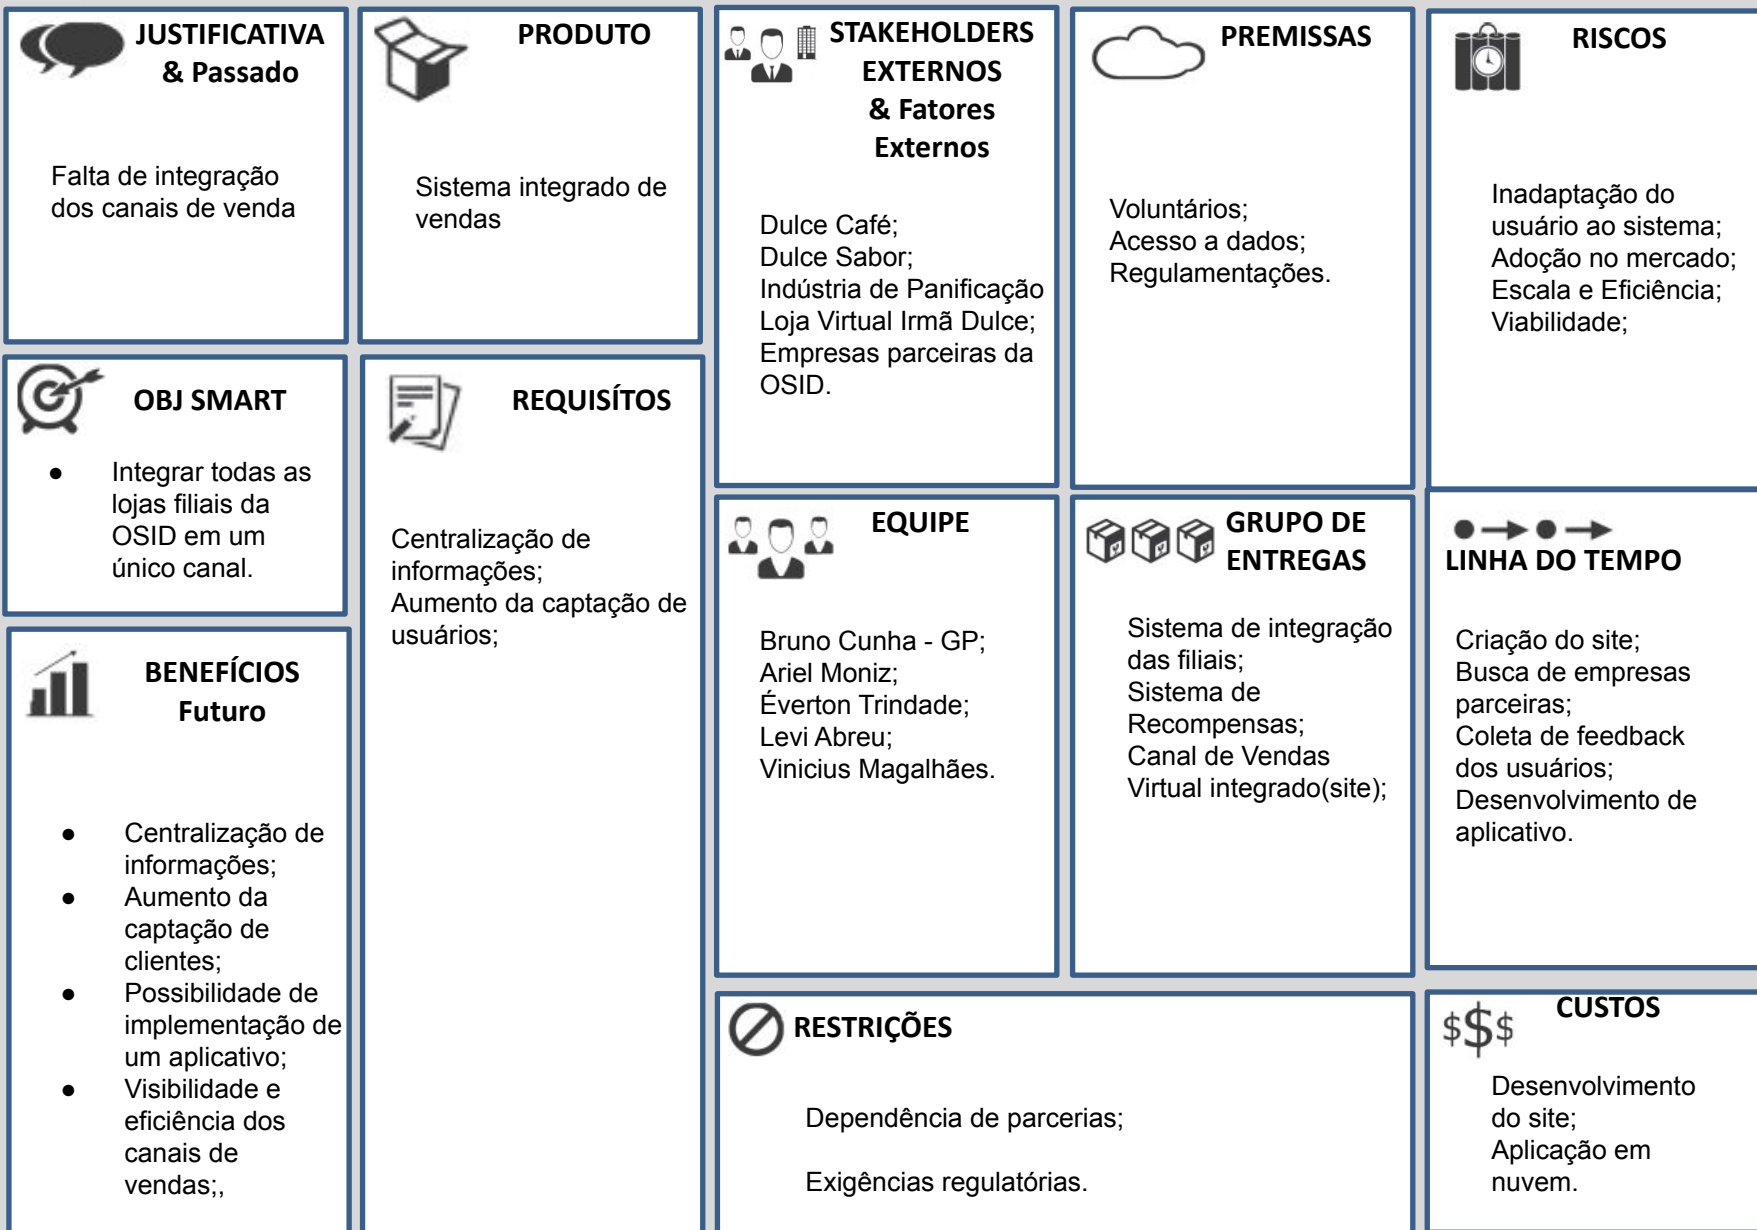 JUSTIFICATIVA
& Passado
Falta de integração
dos canais de venda
PRODUTO
Sistema integrado de
vendas
STAKEHOLDERS
EXTERNOS
& Fatores
Externos
Dulce Café;
Dulce Sabor;
Indústria de Panificação
Loja Virtual Irmã Dulce;
Empresas parceiras da
OSID.
PREMISSAS
Voluntários;
Acesso a dados;
Regulamentações.
RISCOS
Inadaptação do
usuário ao sistema;
Adoção no mercado;
Escala e Eficiência;
Viabilidade;
OBJ SMART
● Integrar todas as
lojas filiais da
OSID em um
único canal.
REQUISÍTOS
Centralização de
informações;
Aumento da captação de
usuários;
EQUIPE
Bruno Cunha - GP;
Ariel Moniz;
Éverton Trindade;
Levi Abreu;
Vinicius Magalhães.
GRUPO DE
ENTREGAS
Sistema de integração
das filiais;
Sistema de
Recompensas;
Canal de Vendas
Virtual integrado(site);
LINHA DO TEMPO
Criação do site;
Busca de empresas
parceiras;
Coleta de feedback
dos usuários;
Desenvolvimento de
aplicativo.
BENEFÍCIOS
Futuro
● Centralização de
informações;
● Aumento da
captação de
clientes;
● Possibilidade de
implementação de
um aplicativo;
● Visibilidade e
eficiência dos
canais de
vendas;,
RESTRIÇÕES
Dependência de parcerias;
Exigências regulatórias.
$$$
CUSTOS
Desenvolvimento
do site;
Aplicação em
nuvem.